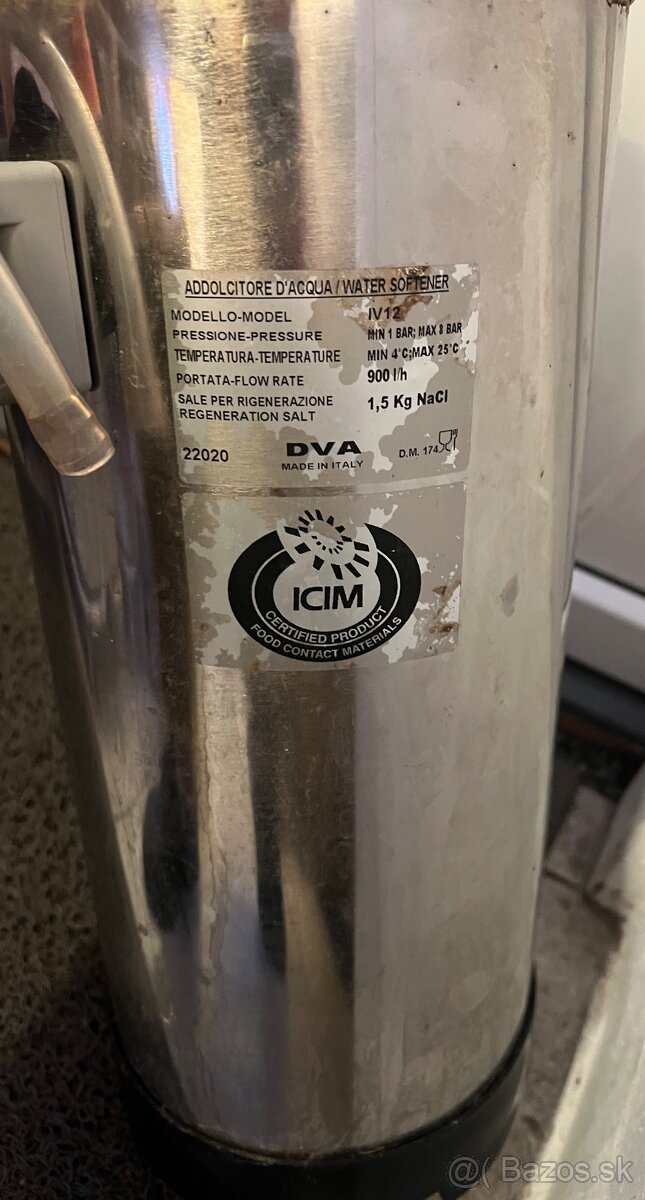 ADDOLCITORE D'ACQUA / WATER SOFTENER
MODELLO-MODEL IV12
PRESSIONE-PRESSURE MIN 1 BAR; MAX 8 BAR
TEMPERATURA-TEMPERATURE MIN 4°C;MAX 25°C
PORTATA-FLOW RATE 900 l/h
SALE PER RIGENERAZIONE
REGENERATION SALT 1,5 Kg NaCl
22020 DVA D.M. 174
MADE IN ITALY
ICIM
CERTIFIED PRODUCT
FOOD CONTACT MATERIALS
@( Bazos.sk